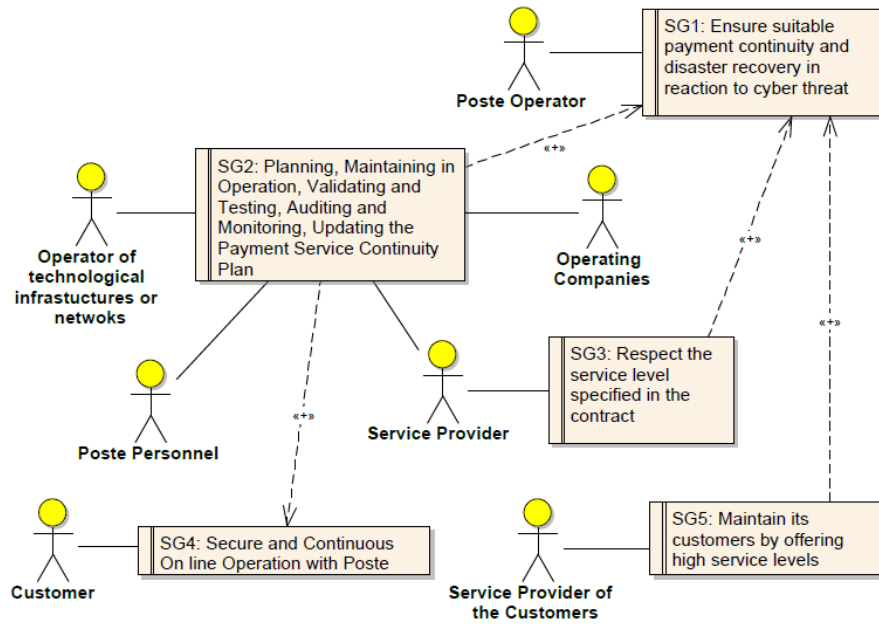 SG1: Ensure suitable
payment continuity and
disaster recovery in
reaction to cyber threat
Poste Operator
«+»
SG2: Planning, Maintaining in
Operation, Validating and
Testing, Auditing and
Monitoring, Updating the
Payment Service Continuity
Plan
Operator of
technological
infrastuctures or
netwoks
Operating
Companies
«+»
«+»
SG3: Respect the
service level
specified in the
contract
Service Provider
Poste Personnel
«+»
SG4: Secure and Continuous
On line Operation with Poste
Customer
SG5: Maintain its
customers by offering
high service levels
Service Provider of
the Customers